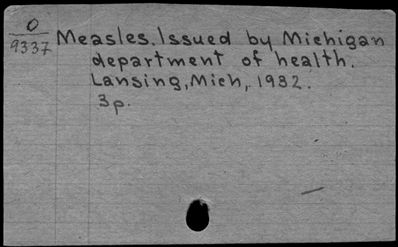 O
9337
Measles. Issued by Michigan
department of health.
Lansing, Mich., 1932.
3p.